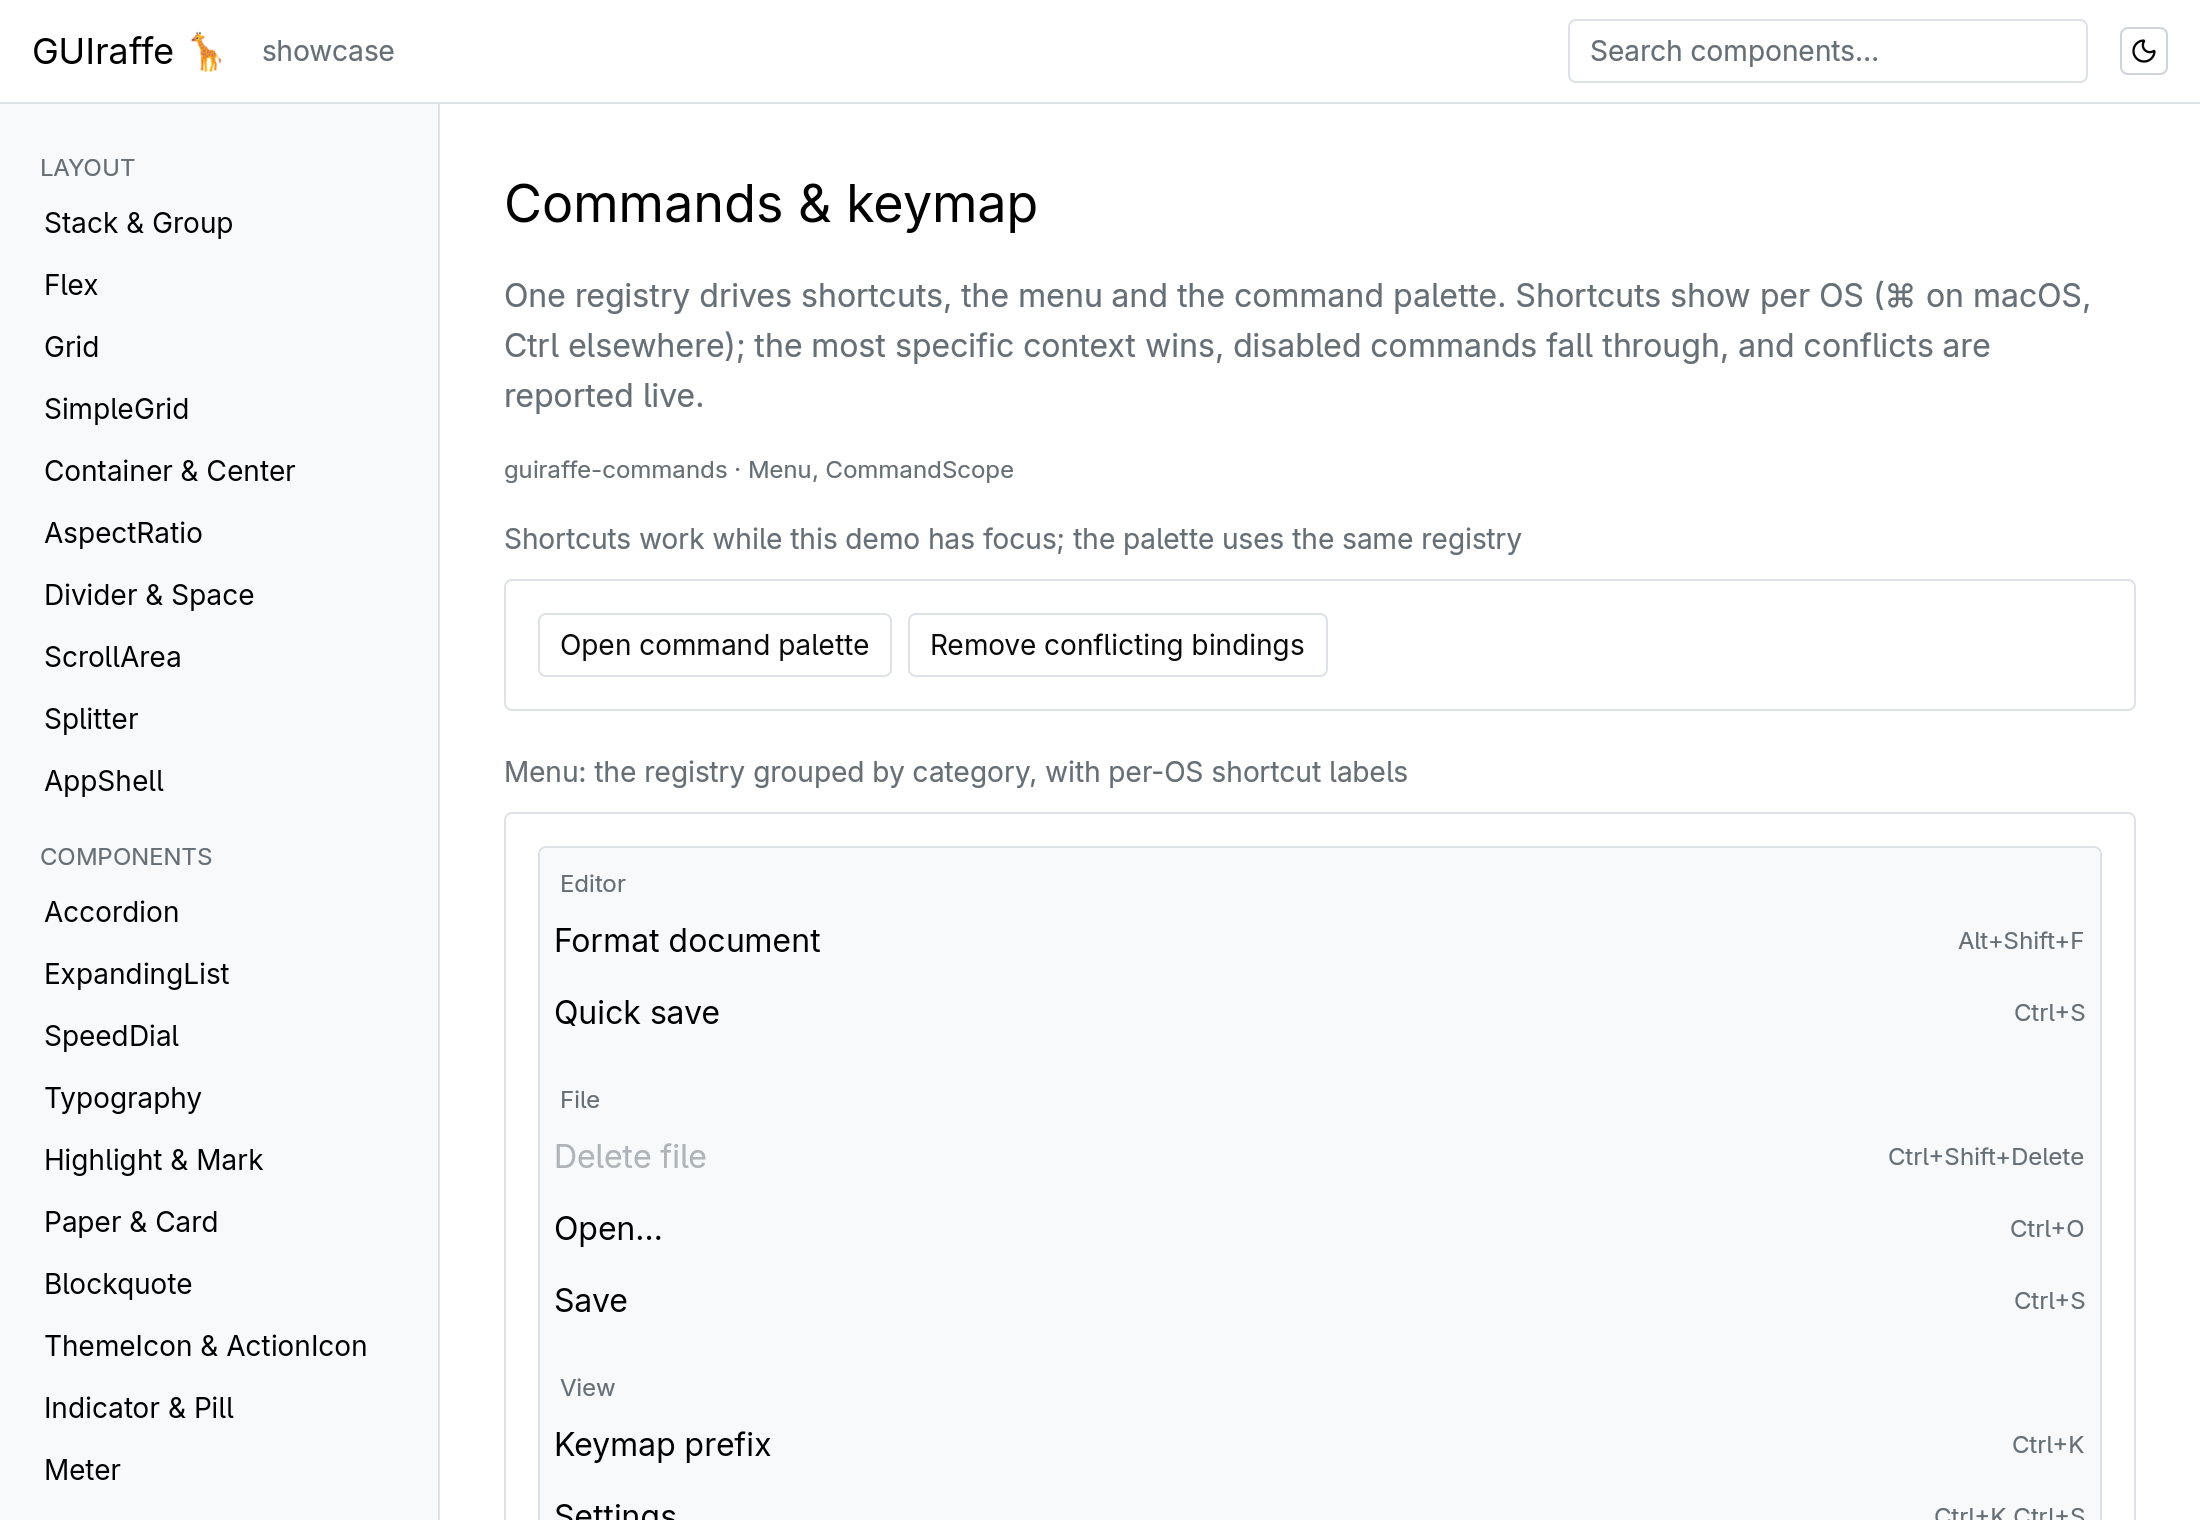 GUIraffe 🦒 showcase
Search components...
LAYOUT
Stack & Group
Flex
Grid
SimpleGrid
Container & Center
AspectRatio
Divider & Space
ScrollArea
Splitter
AppShell
COMPONENTS
Accordion
ExpandingList
SpeedDial
Typography
Highlight & Mark
Paper & Card
Blockquote
ThemeIcon & ActionIcon
Indicator & Pill
Meter
Commands & keymap
One registry drives shortcuts, the menu and the command palette. Shortcuts show per OS (⌘ on macOS,
Ctrl elsewhere); the most specific context wins, disabled commands fall through, and conflicts are
reported live.
guiraffe-commands · Menu, CommandScope
Shortcuts work while this demo has focus; the palette uses the same registry
Open command palette
Remove conflicting bindings
Menu: the registry grouped by category, with per-OS shortcut labels
Editor
Format document Alt+Shift+F
Quick save Ctrl+S
File
Delete file Ctrl+Shift+Delete
Open... Ctrl+O
Save Ctrl+S
View
Keymap prefix Ctrl+K
Settings Ctrl+K Ctrl+S